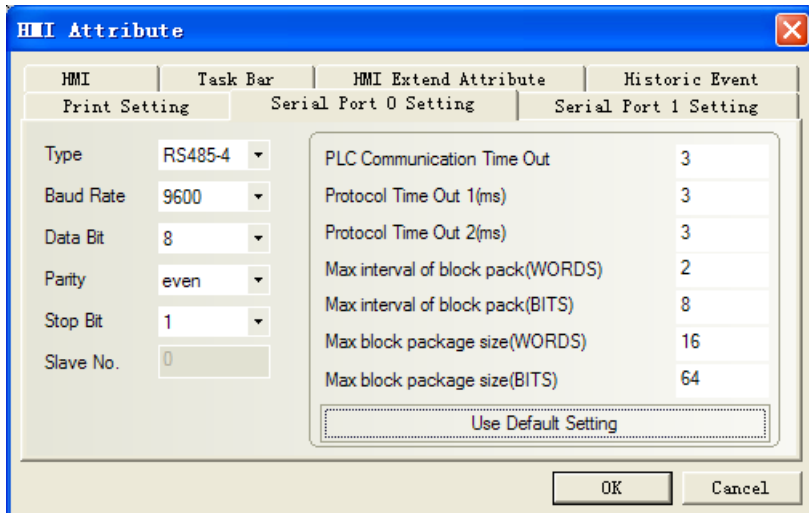 HMI Attribute
HMI Task Bar HMI Extend Attribute Historic Event
Print Setting Serial Port 0 Setting Serial Port 1 Setting
Type RS485-4
Baud Rate 9600
Data Bit 8
Parity even
Stop Bit 1
Slave No. 0
PLC Communication Time Out 3
Protocol Time Out 1(ms) 3
Protocol Time Out 2(ms) 3
Max interval of block pack(WORDS) 2
Max interval of block pack(BITS) 8
Max block package size(WORDS) 16
Max block package size(BITS) 64
Use Default Setting
OK Cancel